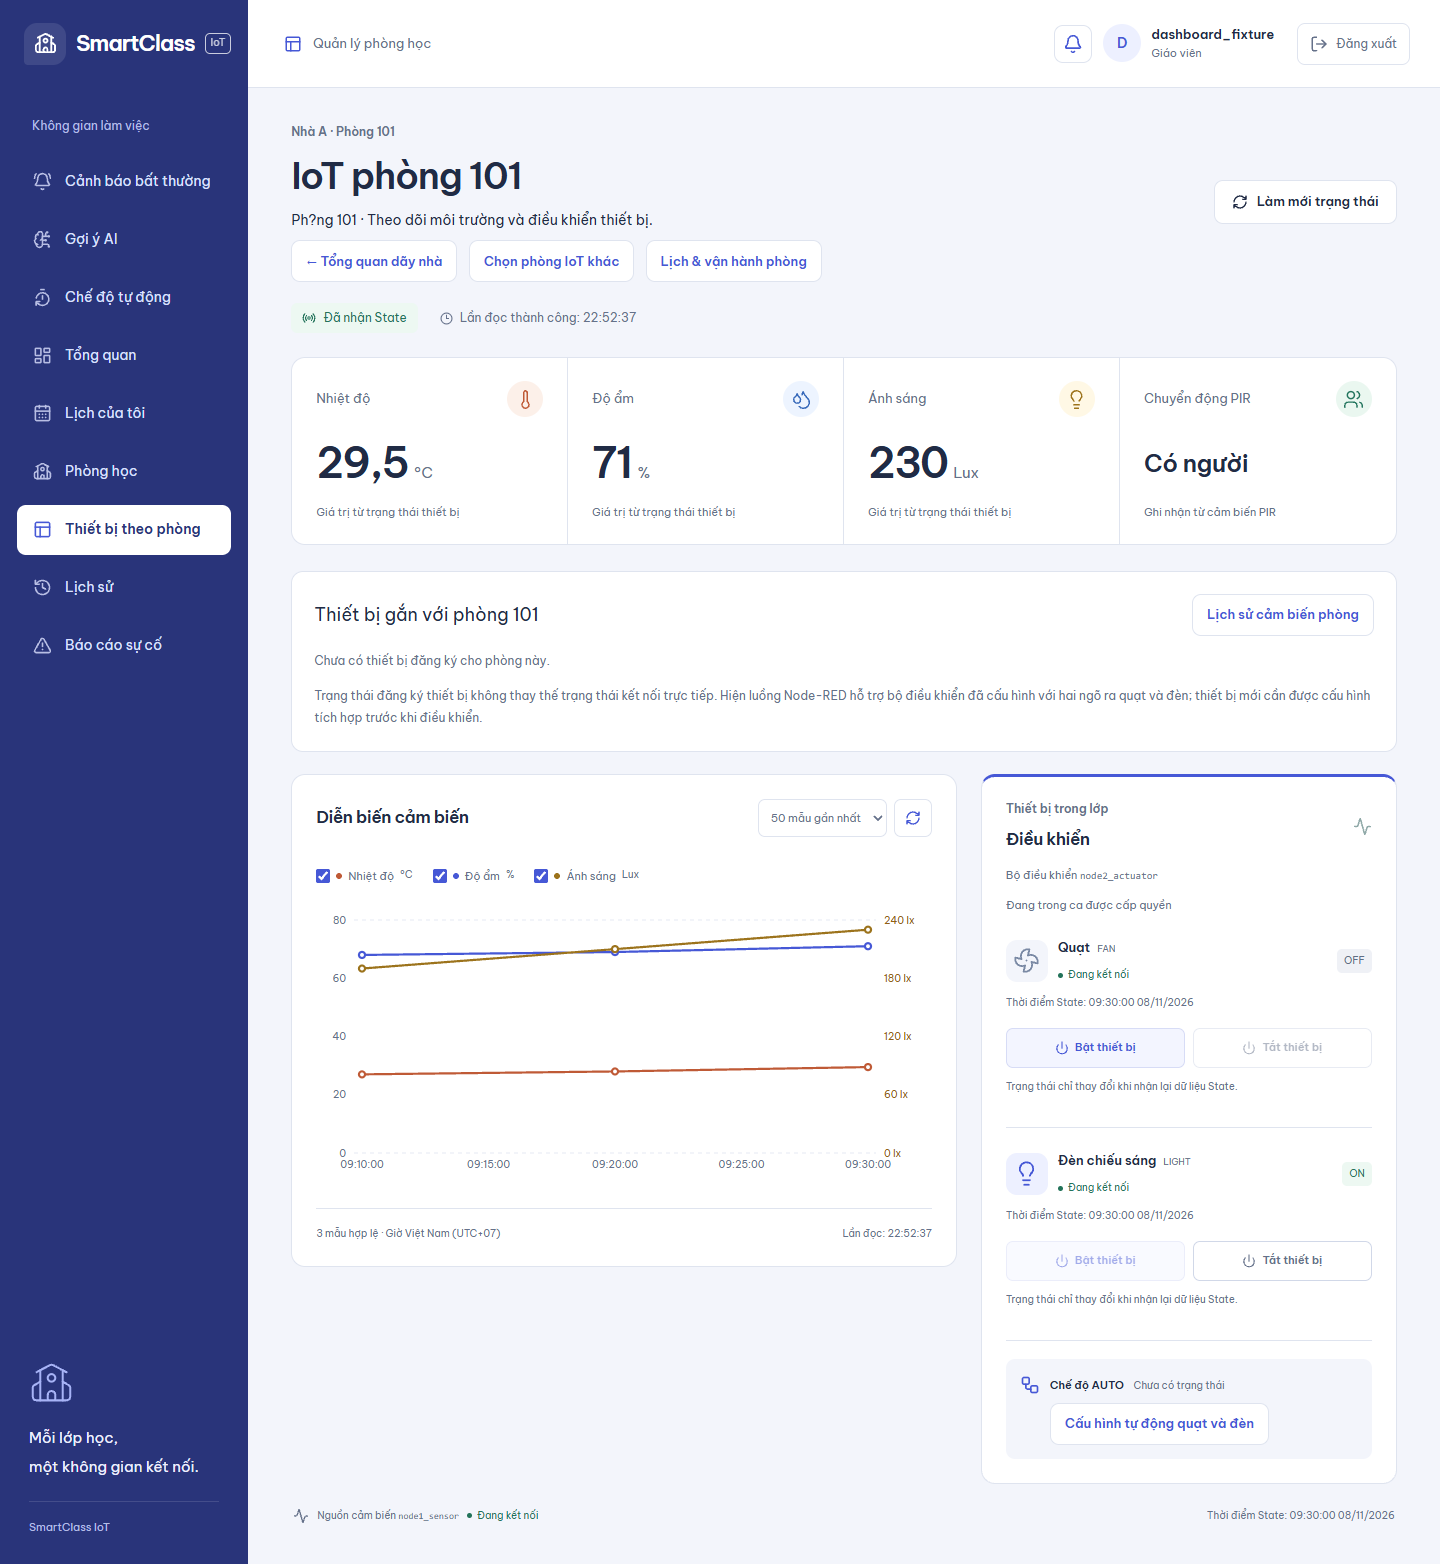 SmartClass IoT
Không gian làm việc
Cảnh báo bất thường
Gợi ý AI
Chế độ tự động
Tổng quan
Lịch của tôi
Phòng học
Thiết bị theo phòng
Lịch sử
Báo cáo sự cố
Mỗi lớp học,
một không gian kết nối.
SmartClass IoT
Quản lý phòng học
D
dashboard_fixture
Giáo viên
Đăng xuất
Nhà A · Phòng 101
IoT phòng 101
Ph?ng 101 · Theo dõi môi trường và điều khiển thiết bị.
Làm mới trạng thái
← Tổng quan dãy nhà
Chọn phòng IoT khác
Lịch & vận hành phòng
Đã nhận State
Lần đọc thành công: 22:52:37
Nhiệt độ
29,5 °C
Giá trị từ trạng thái thiết bị
Độ ẩm
71 %
Giá trị từ trạng thái thiết bị
Ánh sáng
230 Lux
Giá trị từ trạng thái thiết bị
Chuyển động PIR
Có người
Ghi nhận từ cảm biến PIR
Thiết bị gắn với phòng 101
Lịch sử cảm biến phòng
Chưa có thiết bị đăng ký cho phòng này.
Trạng thái đăng ký thiết bị không thay thế trạng thái kết nối trực tiếp. Hiện luồng Node-RED hỗ trợ bộ điều khiển đã cấu hình với hai ngõ ra quạt và đèn; thiết bị mới cần được cấu hình
tích hợp trước khi điều khiển.
Diễn biến cảm biến
50 mẫu gần nhất
Nhiệt độ °C
Độ ẩm %
Ánh sáng Lux
80
60
40
20
0
240 lx
180 lx
120 lx
60 lx
0 lx
09:10:00
09:15:00
09:20:00
09:25:00
09:30:00
3 mẫu hợp lệ · Giờ Việt Nam (UTC+07)
Lần đọc: 22:52:37
Thiết bị trong lớp
Điều khiển
Bộ điều khiển node2_actuator
Đang trong ca được cấp quyền
Quạt FAN
Đang kết nối
OFF
Thời điểm State: 09:30:00 08/11/2026
Bật thiết bị
Tắt thiết bị
Trạng thái chỉ thay đổi khi nhận lại dữ liệu State.
Đèn chiếu sáng LIGHT
Đang kết nối
ON
Thời điểm State: 09:30:00 08/11/2026
Bật thiết bị
Tắt thiết bị
Trạng thái chỉ thay đổi khi nhận lại dữ liệu State.
Chế độ AUTO Chưa có trạng thái
Cấu hình tự động quạt và đèn
Nguồn cảm biến node1_sensor Đang kết nối
Thời điểm State: 09:30:00 08/11/2026